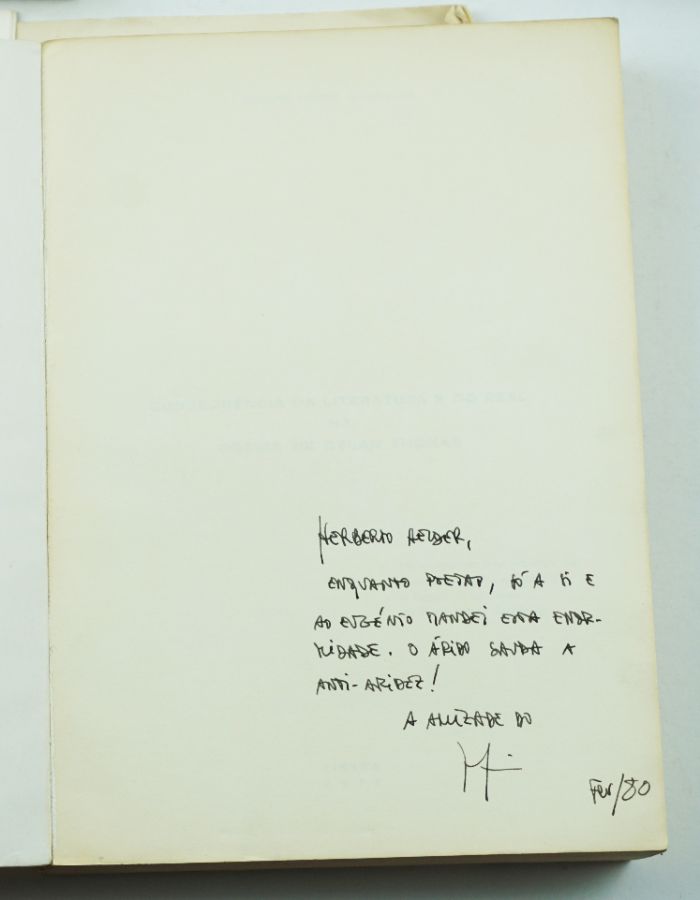 HERBERTO HELDER,
ENQUANTO POETAS, SÓ A TI E
AO EUGÉNIO MANDEI ESTA ENOR-
MIDADE. O ÁRIDO SAÚDA A
ANTI-ARIDEZ!
A AMIZADE DO
FEV/80